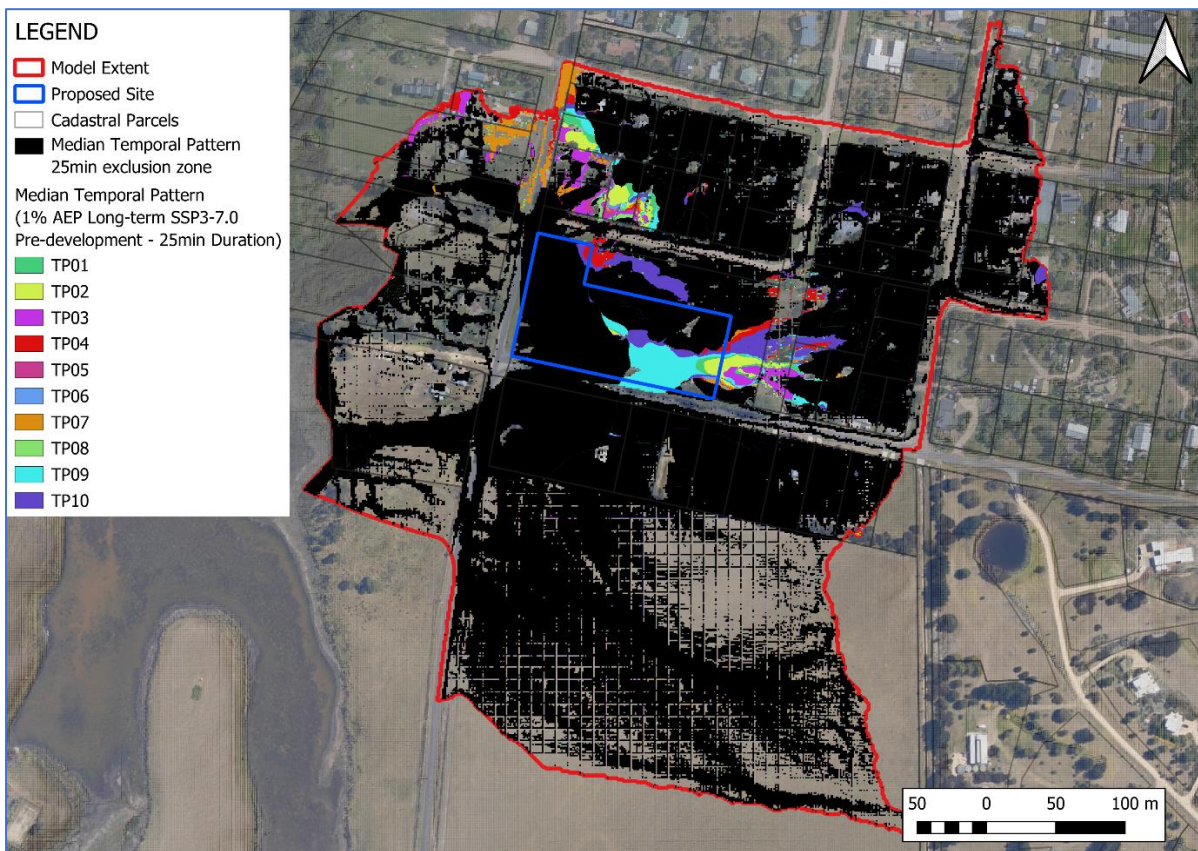 LEGEND
Model Extent
Proposed Site
Cadastral Parcels
Median Temporal Pattern
25min exclusion zone
Median Temporal Pattern
(1% AEP Long-term SSP3-7.0
Pre-development - 25min Duration)
TP01
TP02
TP03
TP04
TP05
TP06
TP07
TP08
TP09
TP10
50 0 50 100 m